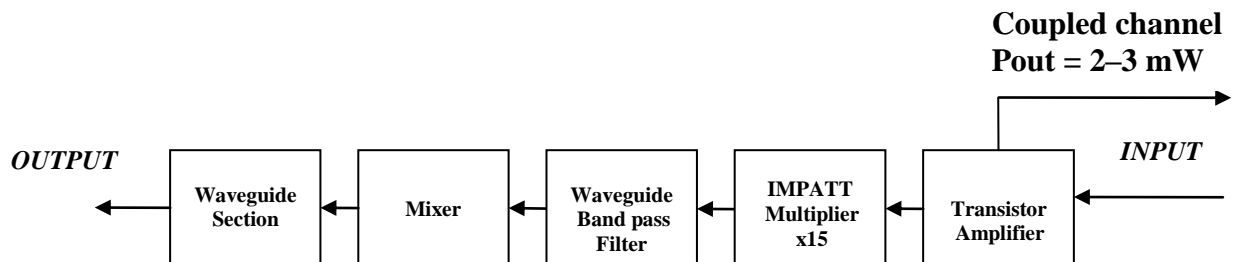 Coupled channel
Pout = 2–3 mW
OUTPUT
INPUT
Waveguide
Section
Mixer
Waveguide
Band pass
Filter
IMPATT
Multiplier
x15
Transistor
Amplifier